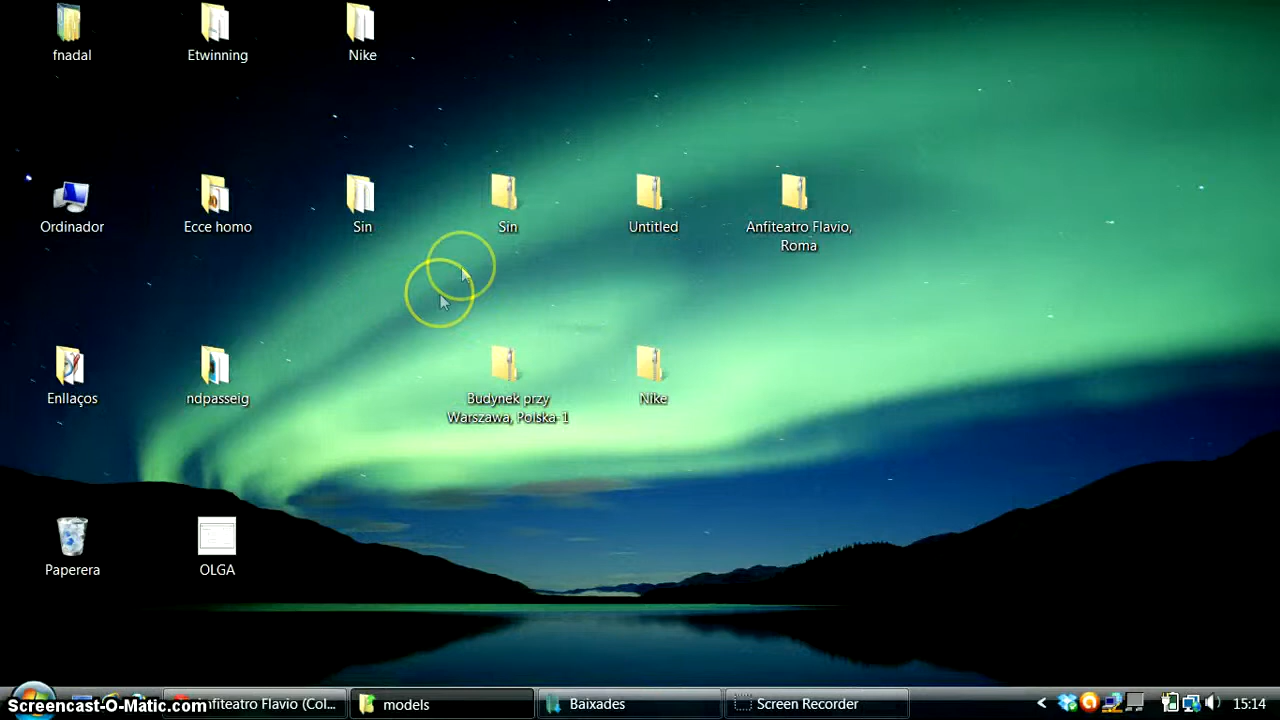 fnadal
Etwinning
Nike
Ordinador
Ecce homo
Sin
Sin
Untitled
Anfiteatro Flavio,
Roma
Enllaços
ndpasseig
Budynek przy
Warszawa, Polska-1
Nike
Paperera
OLGA
Screencast-O-Matic.com
nfiteatro Flavio (Col...
models
Baixades
Screen Recorder
15:14